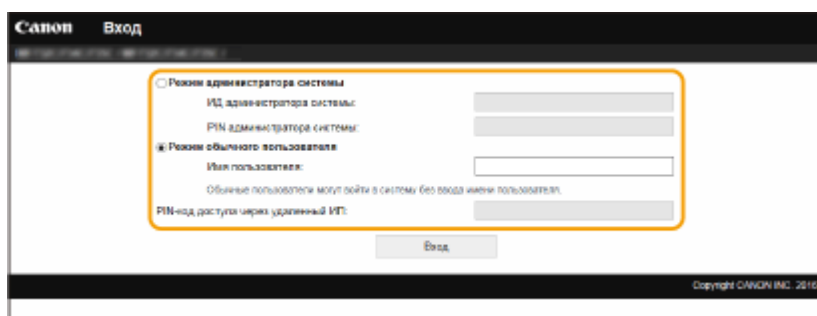 Canon Вход
Режим администратора системы
ИД администратора системы:
PIN администратора системы:
Режим обычного пользователя
Имя пользователя:
Обычные пользователи могут войти в систему без ввода имени пользователя.
PIN-код доступа через удаленный ИП:
Вход
Copyright CANON INC. 2016